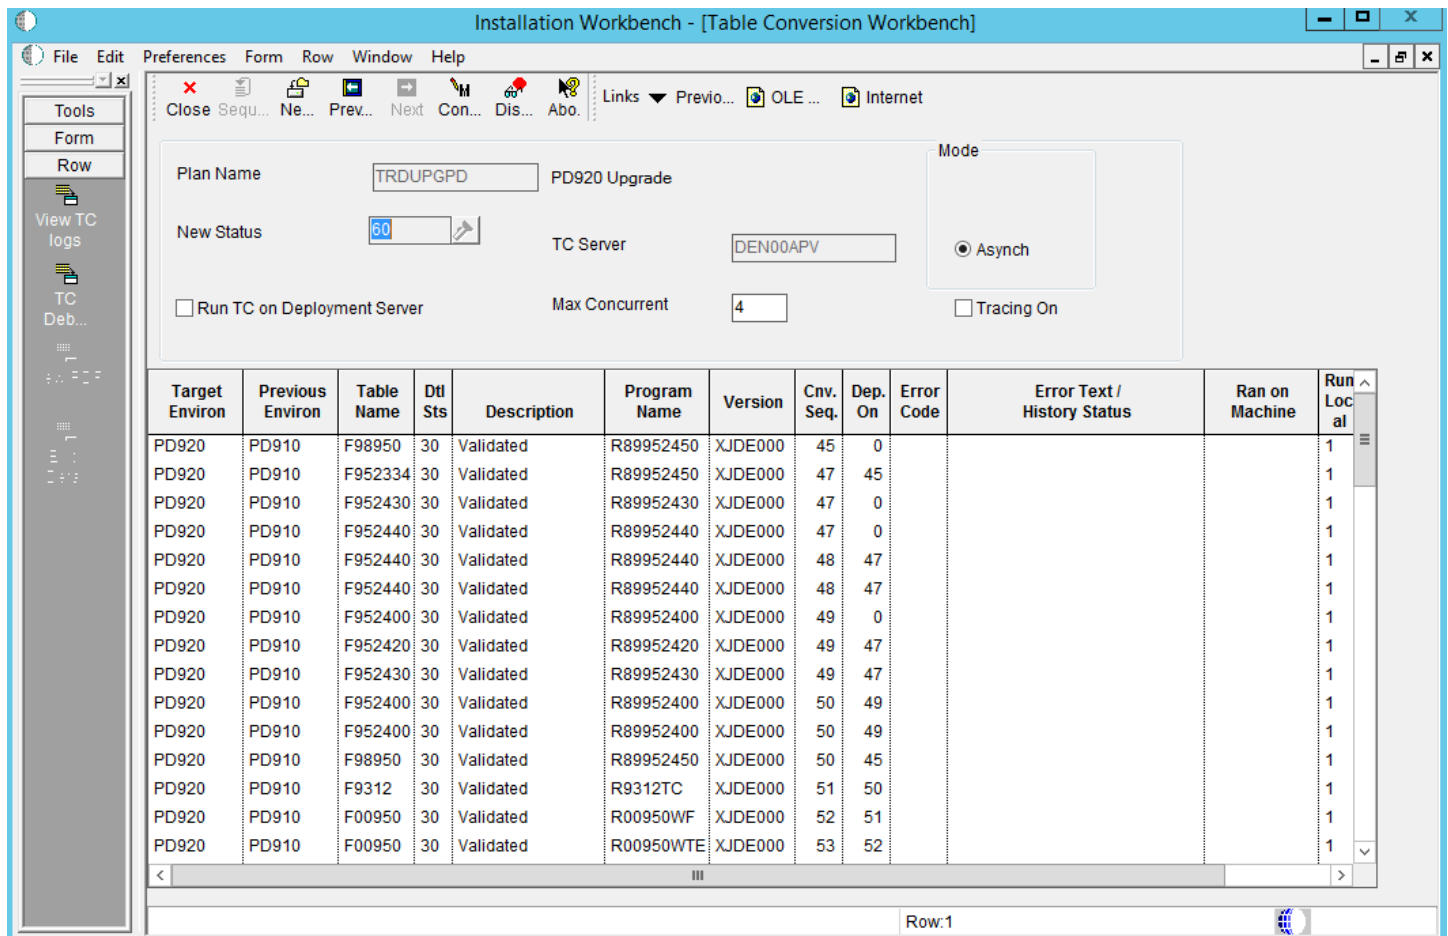 Installation Workbench - [Table Conversion Workbench]
File Edit Preferences Form Row Window Help
Close Sequ... Ne... Prev... Next Con... Dis... Abo. Links Previo... OLE ... Internet
Tools
Form
Row
View TC
logs
TC
Deb...
Plan Name TRDUPGPD PD920 Upgrade
Mode
New Status 60
TC Server DEN00APV
Asynch
Run TC on Deployment Server
Max Concurrent 4
Tracing On
Target Environ Previous Environ Table Name Dtl Sts Description Program Name Version Cnv. Seq. Dep. On Error Code Error Text / History Status Ran on Machine Run Loc al
PD920 PD910 F98950 30 Validated R89952450 XJDE000 45 0 1
PD920 PD910 F952334 30 Validated R89952450 XJDE000 47 45 1
PD920 PD910 F952430 30 Validated R89952430 XJDE000 47 0 1
PD920 PD910 F952440 30 Validated R89952440 XJDE000 47 0 1
PD920 PD910 F952440 30 Validated R89952440 XJDE000 48 47 1
PD920 PD910 F952440 30 Validated R89952440 XJDE000 48 47 1
PD920 PD910 F952400 30 Validated R89952400 XJDE000 49 0 1
PD920 PD910 F952420 30 Validated R89952420 XJDE000 49 47 1
PD920 PD910 F952430 30 Validated R89952430 XJDE000 49 47 1
PD920 PD910 F952400 30 Validated R89952400 XJDE000 50 49 1
PD920 PD910 F952400 30 Validated R89952400 XJDE000 50 49 1
PD920 PD910 F98950 30 Validated R89952450 XJDE000 50 45 1
PD920 PD910 F9312 30 Validated R9312TC XJDE000 51 50 1
PD920 PD910 F00950 30 Validated R00950WF XJDE000 52 51 1
PD920 PD910 F00950 30 Validated R00950WTE XJDE000 53 52 1
Row:1